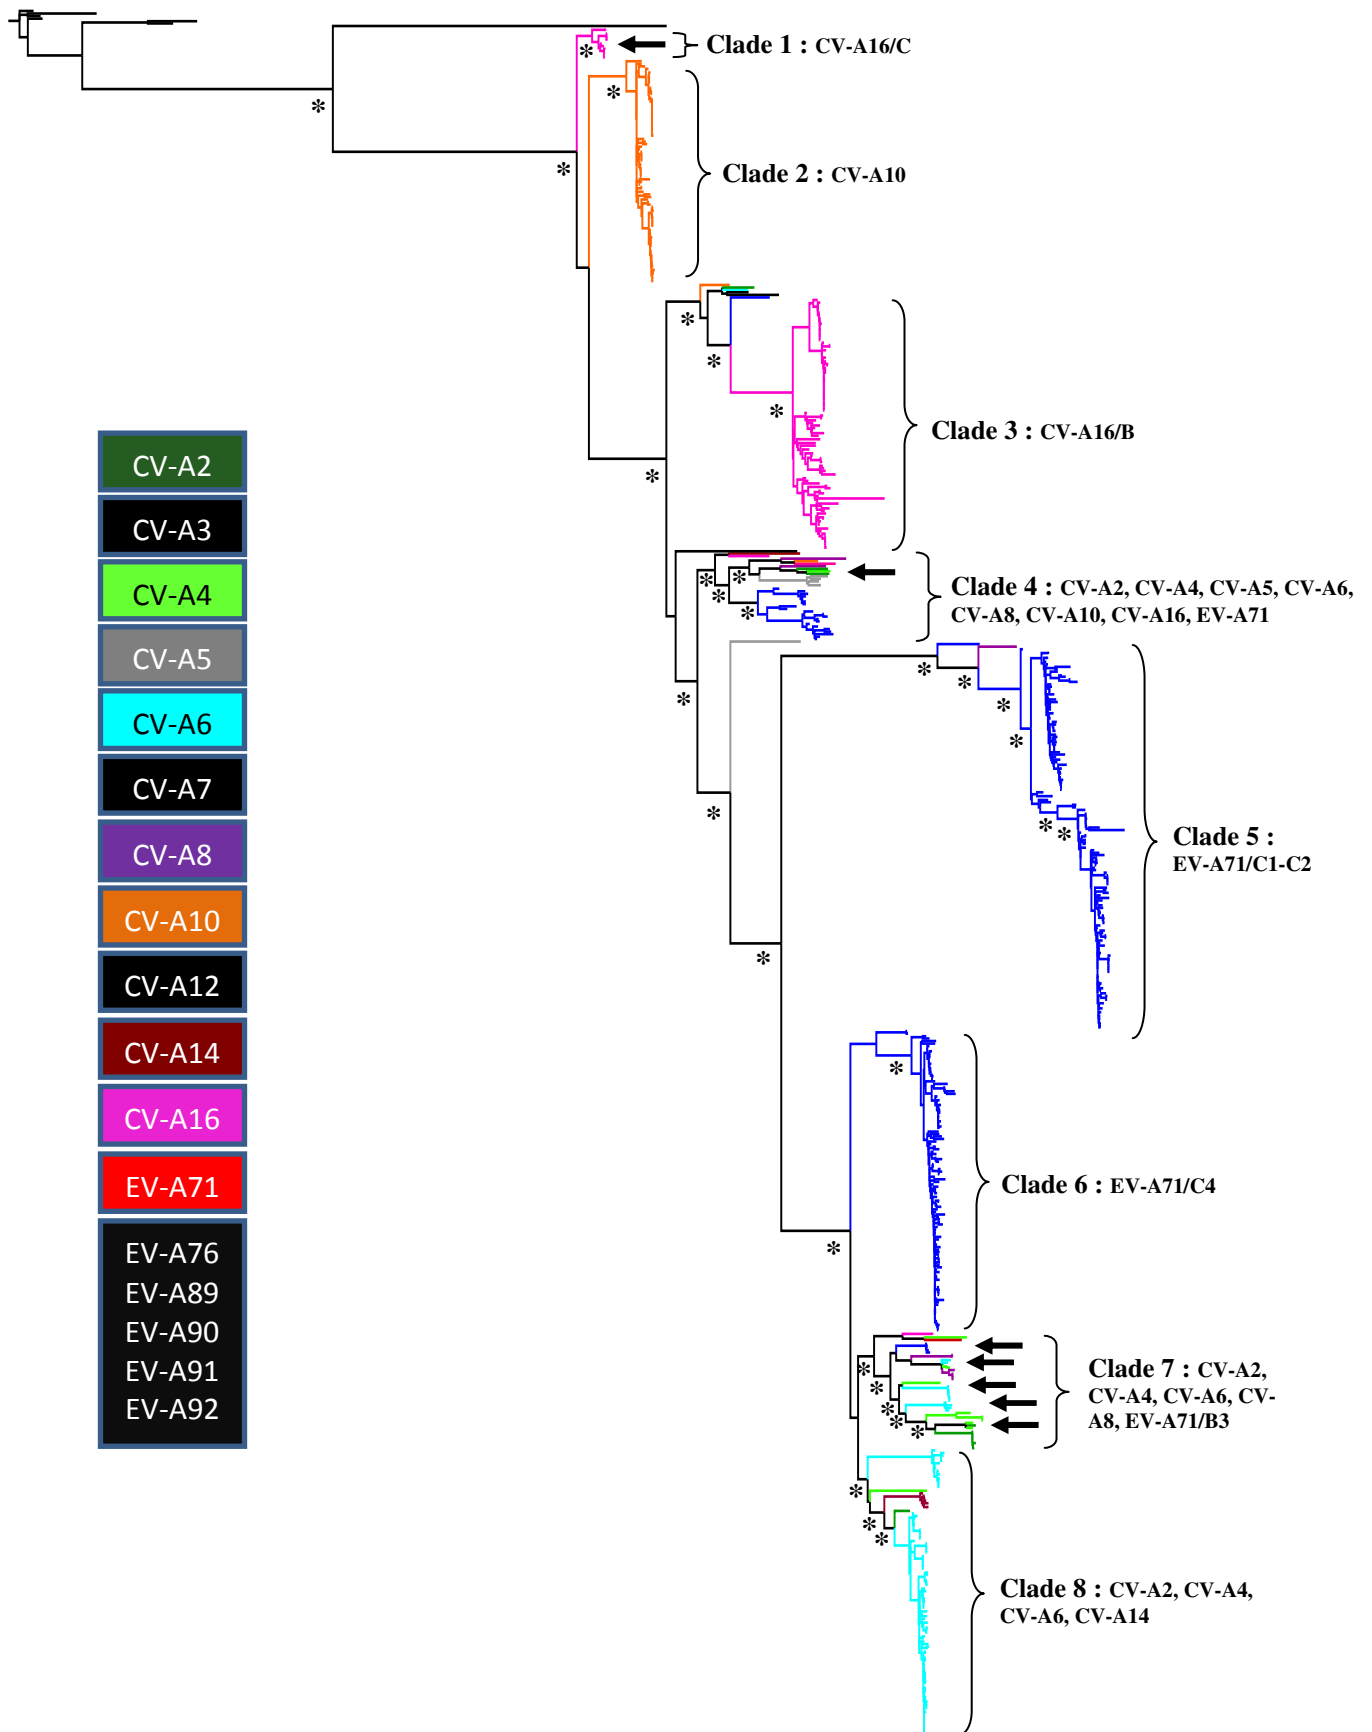 Clade 1 : CV-A16/C
Clade 2 : CV-A10
Clade 3 : CV-A16/B
Clade 4 : CV-A2, CV-A4, CV-A5, CV-A6,
CV-A8, CV-A10, CV-A16, EV-A71
Clade 5 :
EV-A71/C1-C2
Clade 6 : EV-A71/C4
Clade 7 : CV-A2,
CV-A4, CV-A6, CV-
A8, EV-A71/B3
Clade 8 : CV-A2, CV-A4,
CV-A6, CV-A14
CV-A2
CV-A3
CV-A4
CV-A5
CV-A6
CV-A7
CV-A8
CV-A10
CV-A12
CV-A14
CV-A16
EV-A71
EV-A76
EV-A89
EV-A90
EV-A91
EV-A92